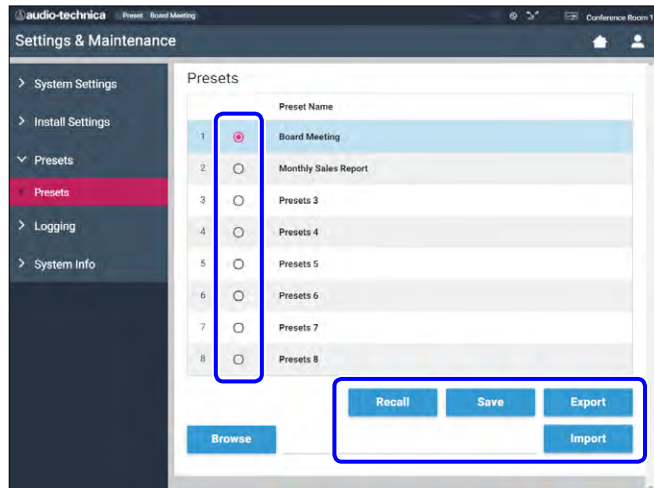 audio-technica Preset Board Meeting Conference Room 1
Settings & Maintenance
System Settings
Install Settings
Presets
Presets
Logging
System Info
Presets
Preset Name
1 Board Meeting
2 Monthly Sales Report
3 Presets 3
4 Presets 4
5 Presets 5
6 Presets 6
7 Presets 7
8 Presets 8
Recall Save Export
Browse Import